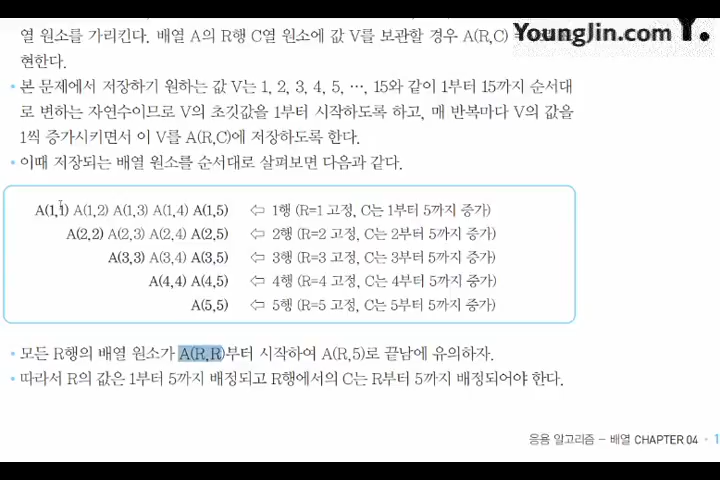 YoungJin.com Y.
열 원소를 가리킨다. 배열 A의 R행 C열 원소에 값 V를 보관할 경우 A(R,C)
현한다.
• 본 문제에서 저장하기 원하는 값 V는 1, 2, 3, 4, 5, …, 15와 같이 1부터 15까지 순서대
로 변하는 자연수이므로 V의 초깃값을 1부터 시작하도록 하고, 매 반복마다 V의 값을
1씩 증가시키면서 이 V를 A(R,C)에 저장하도록 한다.
• 이때 저장되는 배열 원소를 순서대로 살펴보면 다음과 같다.
A(1,1) A(1,2) A(1,3) A(1,4) A(1,5) ⇦ 1행 (R=1 고정, C는 1부터 5까지 증가)
A(2,2) A(2,3) A(2,4) A(2,5) ⇦ 2행 (R=2 고정, C는 2부터 5까지 증가)
A(3,3) A(3,4) A(3,5) ⇦ 3행 (R=3 고정, C는 3부터 5까지 증가)
A(4,4) A(4,5) ⇦ 4행 (R=4 고정, C는 4부터 5까지 증가)
A(5,5) ⇦ 5행 (R=5 고정, C는 5부터 5까지 증가)
• 모든 R행의 배열 원소가 A(R,R)부터 시작하여 A(R,5)로 끝남에 유의하자.
• 따라서 R의 값은 1부터 5까지 배정되고 R행에서의 C는 R부터 5까지 배정되어야 한다.
응용 알고리즘 – 배열 CHAPTER 04 • 1